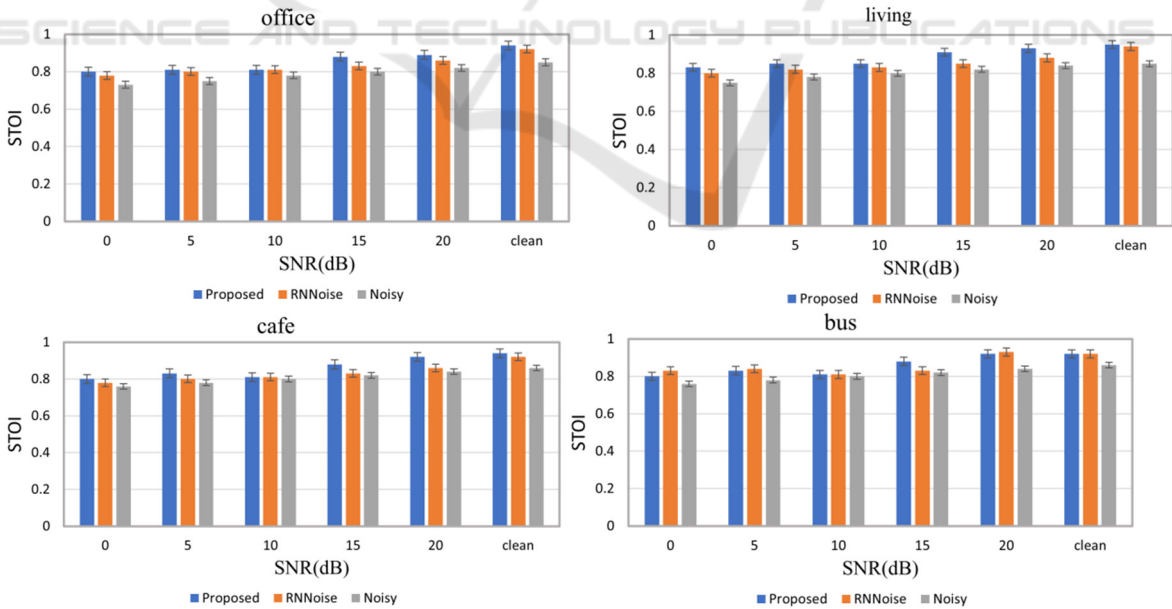 SCIENCE AND TECHNOLOGY PUBLICATIONS
office
1
0.8
0.6
0.4
0.2
0
STOI
0 5 10 15 20 clean
SNR(dB)
Proposed RNNoise Noisy
living
1
0.8
0.6
0.4
0.2
0
STOI
0 5 10 15 20 clean
SNR(dB)
Proposed RNNoise Noisy
cafe
1
0.8
0.6
0.4
0.2
0
STOI
0 5 10 15 20 clean
SNR(dB)
Proposed RNNoise Noisy
bus
1
0.8
0.6
0.4
0.2
0
STOI
0 5 10 15 20 clean
SNR(dB)
Proposed RNNoise Noisy